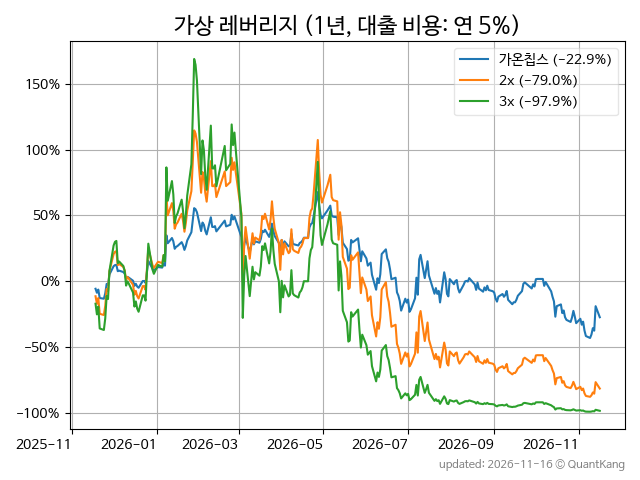 가상 레버리지 (1년, 대출 비용: 연 5%)
가온칩스 (−22.9%)
2x (−79.0%)
3x (−97.9%)
150%
100%
50%
0%
−50%
−100%
2025-11 2026-01 2026-03 2026-05 2026-07 2026-09 2026-11
updated: 2026-11-16 ⓒ QuantKang